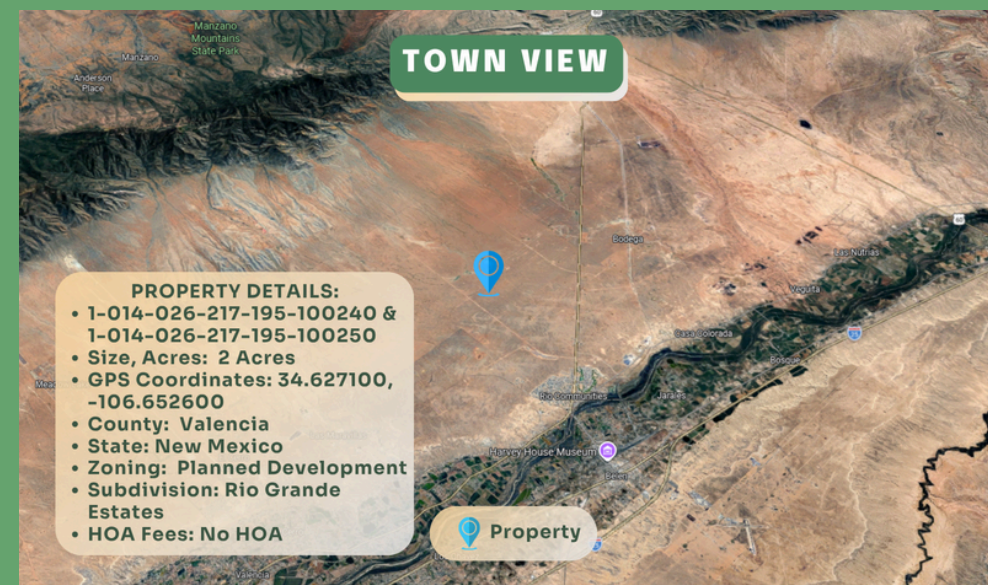 Manzano
Mountains
State Park
Manzano
Anderson
Place
TOWN VIEW
60
Bodega
Las Nutrias
Veguita
Casa Colorada
Bosque
Rio Communities
Jarales
Harvey House Museum
Belen
PROPERTY DETAILS:
• 1-014-026-217-195-100240 &
1-014-026-217-195-100250
• Size, Acres: 2 Acres
• GPS Coordinates: 34.627100,
-106.652600
• County: Valencia
• State: New Mexico
• Zoning: Planned Development
• Subdivision: Rio Grande
Estates
• HOA Fees: No HOA
Property
Valencia